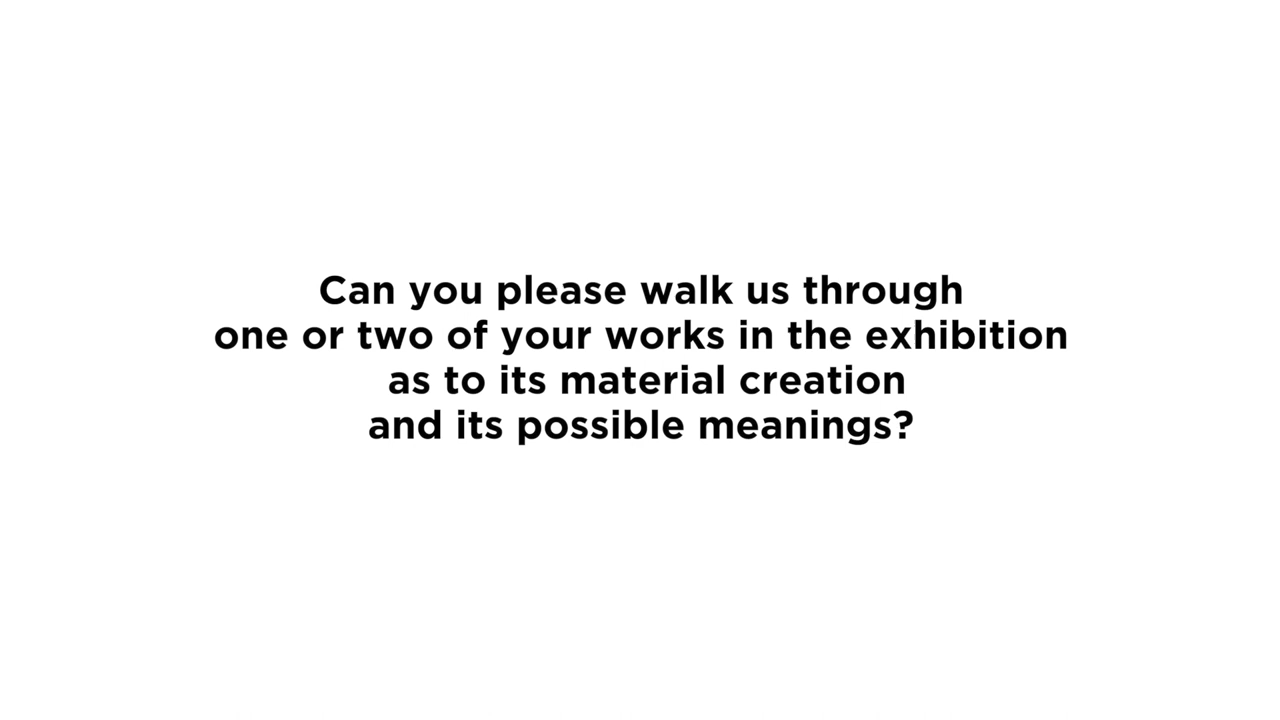 Can you please walk us through
one or two of your works in the exhibition
as to its material creation
and its possible meanings?